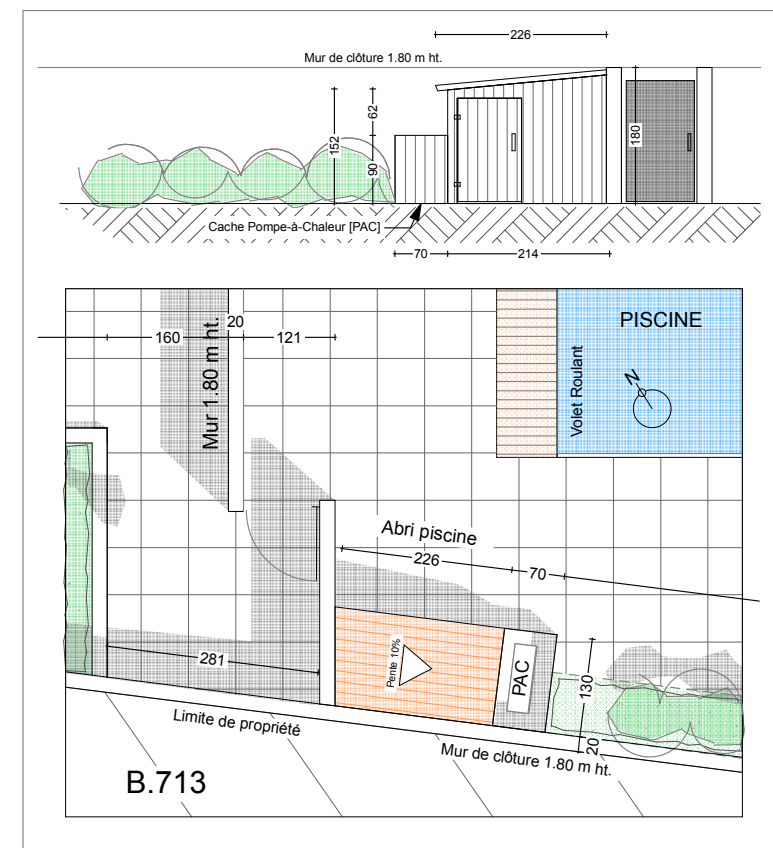 226
Mur de clôture 1.80 m ht.
62
152
90
180
Cache Pompe-à-Chaleur [PAC]
70
214
20
160
121
Mur 1.80 m ht.
PISCINE
Volet Roulant
N
Abri piscine
226
70
Pente 10%
PAC
130
20
281
Limite de propriété
Mur de clôture 1.80 m ht.
B.713